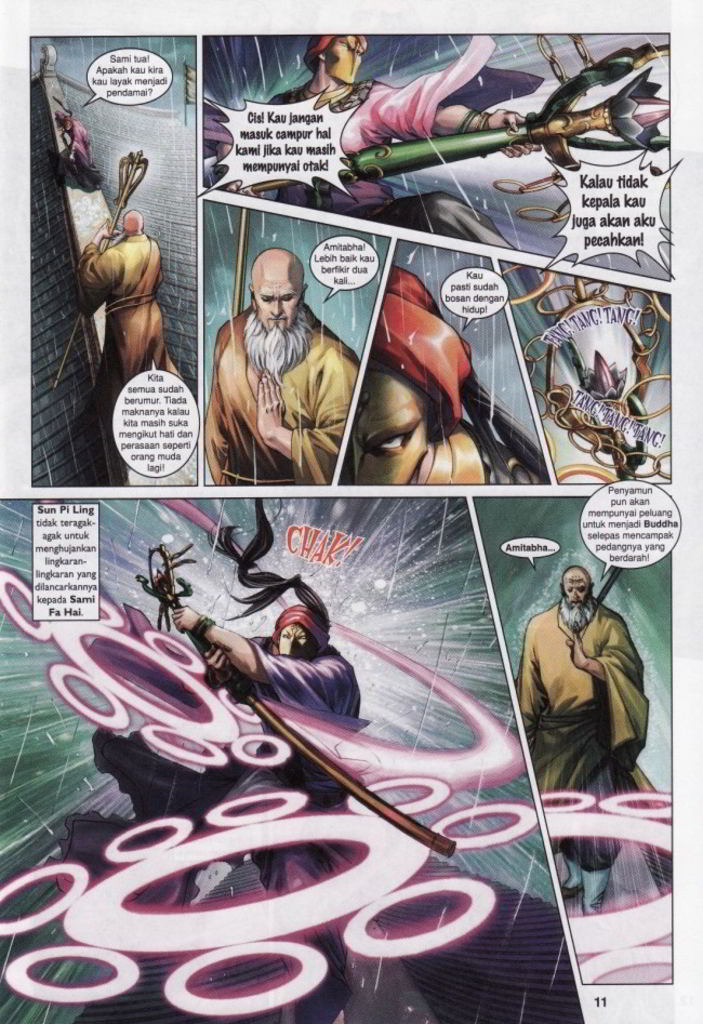 Sami tua!
Apakah kau kira
kau layak menjadi
pendamai?
Cis! Kau jangan
masuk campur hal
kami jika kau masih
mempunyai otak!
Kalau tidak
kepala kau
juga akan aku
pecahkan!
Kita
semua sudah
berumur. Tiada
maknanya kalau
kita masih suka
mengikut hati dan
perasaan seperti
orang muda
lagi!
Amitabha!
Lebih baik kau
berfikir dua
kali...
Kau
pasti sudah
bosan dengan
hidup!
TANG! TANG! TANG!
TANG! TANG! TANG!
Sun Pi Ling
tidak teragak-
agak untuk
menghujankan
lingkaran-
lingkaran yang
dilancarkannya
kepada Sami
Fa Hai.
CHAK!
Amitabha...
Penyamun
pun akan
mempunyai peluang
untuk menjadi Buddha
selepas mencampak
pedangnya yang
berdarah!
11